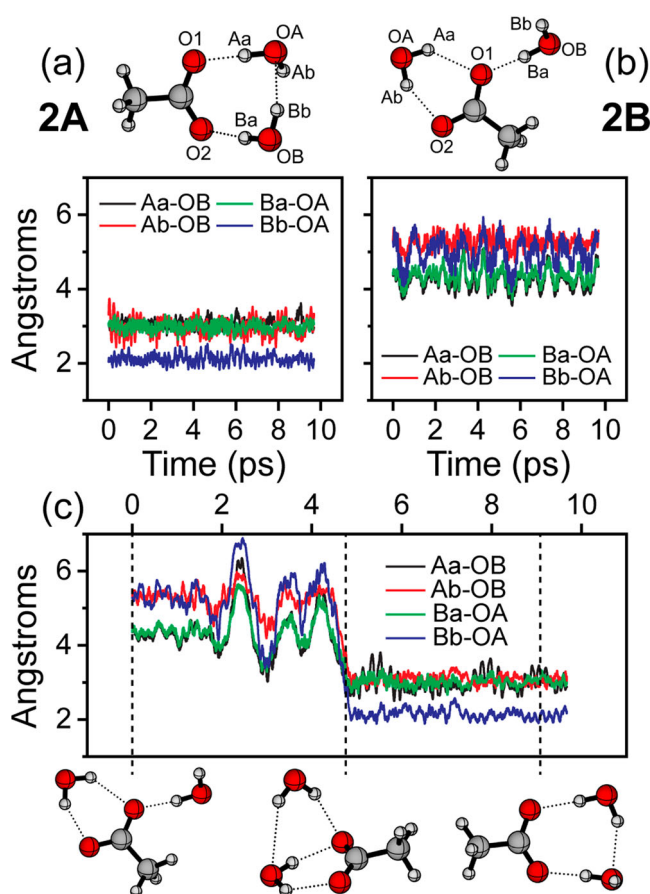 (a)
2A
O1
Aa
OA
Ab
Bb
Ba
O2
OB
OA
Aa
Bb
O1
OB
Ba
Ab
O2
(b)
2B
Aa-OB Ba-OA
Ab-OB Bb-OA
Angstroms
6
4
2
0 2 4 6 8 10
Time (ps)
Aa-OB Ba-OA
Ab-OB Bb-OA
0 2 4 6 8 10
Time (ps)
(c)
0 2 4 6 8 10
Angstroms
6
4
2
Aa-OB
Ab-OB
Ba-OA
Bb-OA